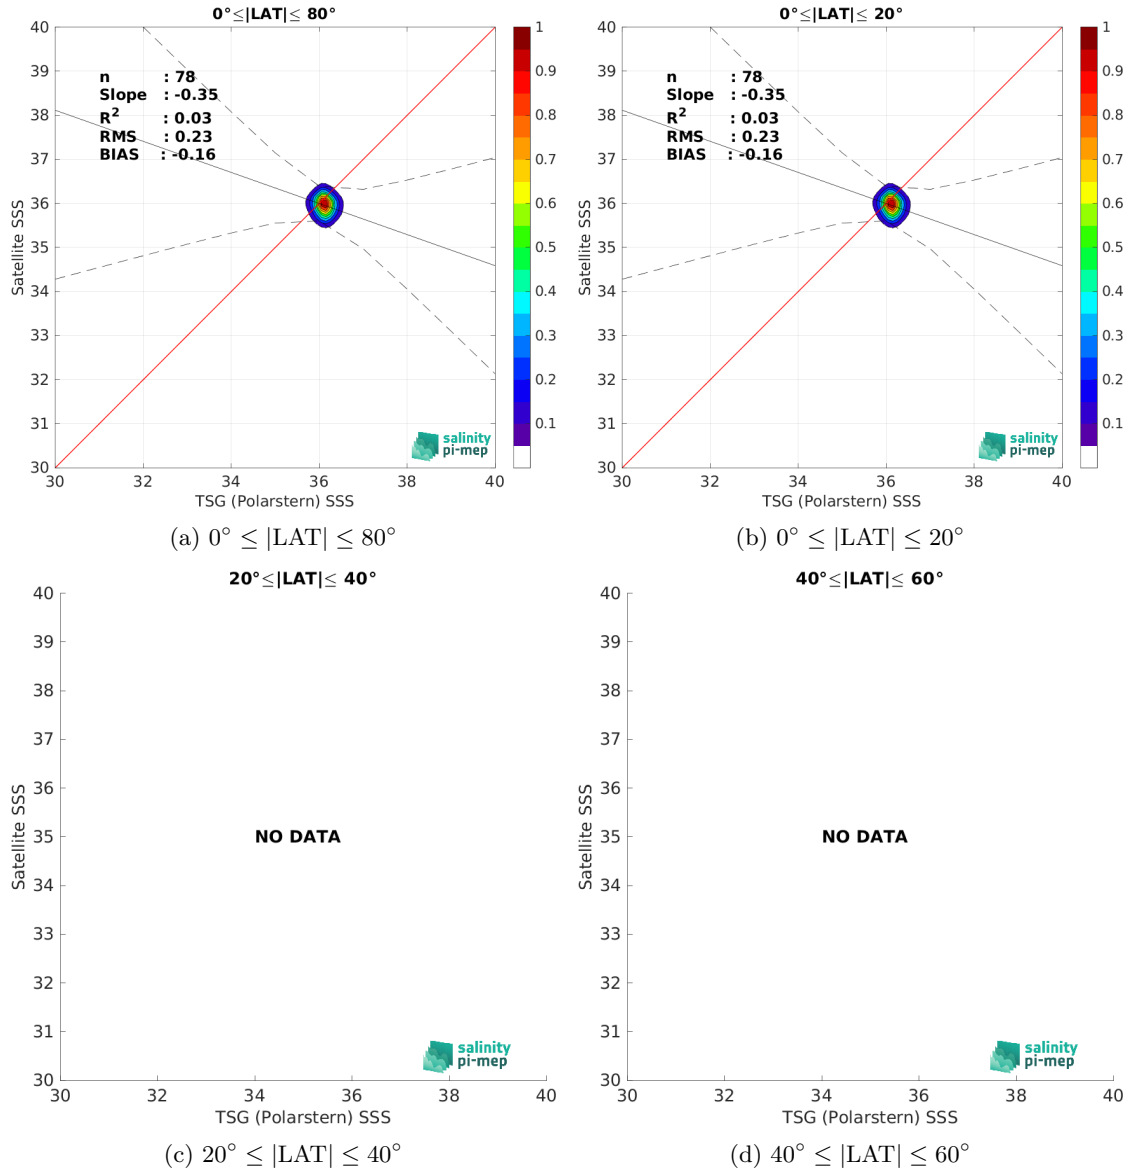 0°≤|LAT|≤ 80°
40
39
38
37
36
35
34
33
32
31
30
Satellite SSS
n : 78
Slope : -0.35
R² : 0.03
RMS : 0.23
BIAS : -0.16
salinity
pi-mep
30 32 34 36 38 40
TSG (Polarstern) SSS
1
0.9
0.8
0.7
0.6
0.5
0.4
0.3
0.2
0.1
(a) 0° ≤ |LAT| ≤ 80°
0°≤|LAT|≤ 20°
40
39
38
37
36
35
34
33
32
31
30
Satellite SSS
n : 78
Slope : -0.35
R² : 0.03
RMS : 0.23
BIAS : -0.16
salinity
pi-mep
30 32 34 36 38 40
TSG (Polarstern) SSS
1
0.9
0.8
0.7
0.6
0.5
0.4
0.3
0.2
0.1
(b) 0° ≤ |LAT| ≤ 20°
20°≤|LAT|≤ 40°
40
39
38
37
36
35
34
33
32
31
30
Satellite SSS
NO DATA
salinity
pi-mep
30 32 34 36 38 40
TSG (Polarstern) SSS
(c) 20° ≤ |LAT| ≤ 40°
40°≤|LAT|≤ 60°
40
39
38
37
36
35
34
33
32
31
30
Satellite SSS
NO DATA
salinity
pi-mep
30 32 34 36 38 40
TSG (Polarstern) SSS
(d) 40° ≤ |LAT| ≤ 60°